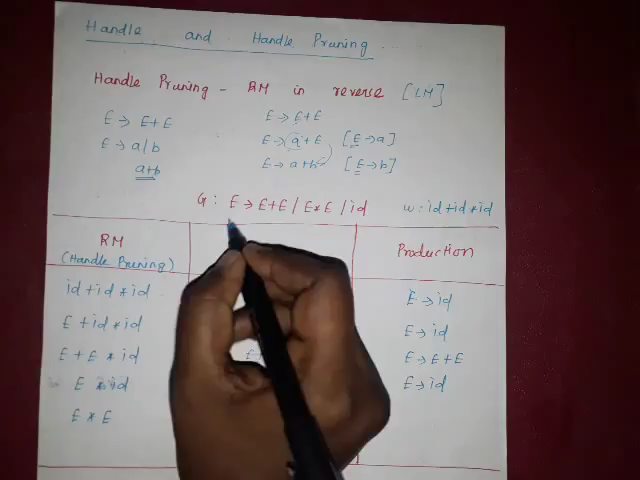 Handle and Handle Pruning...
Handle Pruning - RM in reverse [LM]
E → E+E E → E+E
E → a/b E → a+E [E→a]
a+b E → a+b [E→b]
G: E → E+E / E*E / id w: id+id*id
RM Production
(Handle Pruning)
id+id*id E → id
E+id*id E → id
E+E*id E → E+E
E*id E → id
E*E